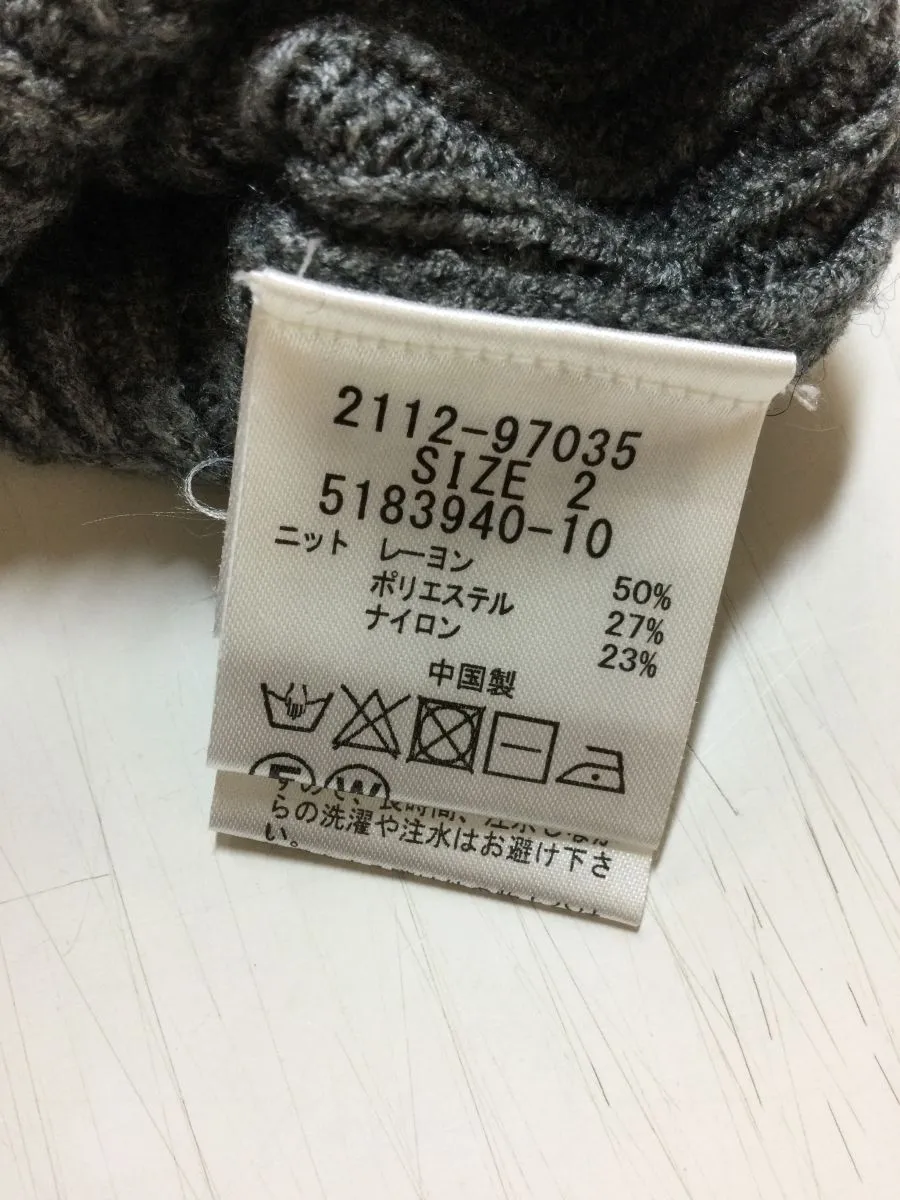 2112-97035
SIZE 2
5183940-10
ニット レーヨン 50%
ポリエステル 27%
ナイロン 23%
中国製
F W
らの洗濯や注水はお避け下さ
い。